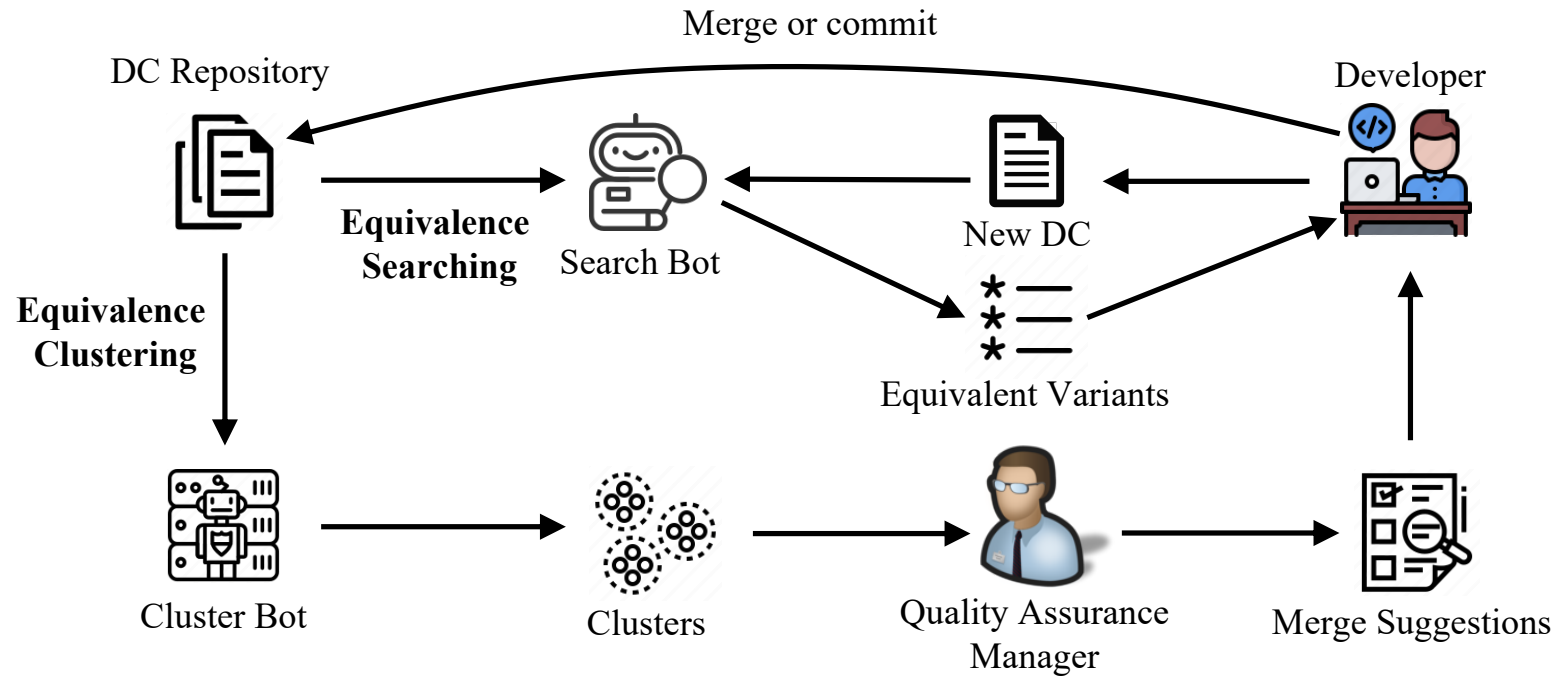 Merge or commit
DC Repository
Developer
</>
Equivalence
Searching
Search Bot
New DC
Equivalence
Clustering
Equivalent Variants
Cluster Bot
Clusters
Quality Assurance
Manager
Merge Suggestions